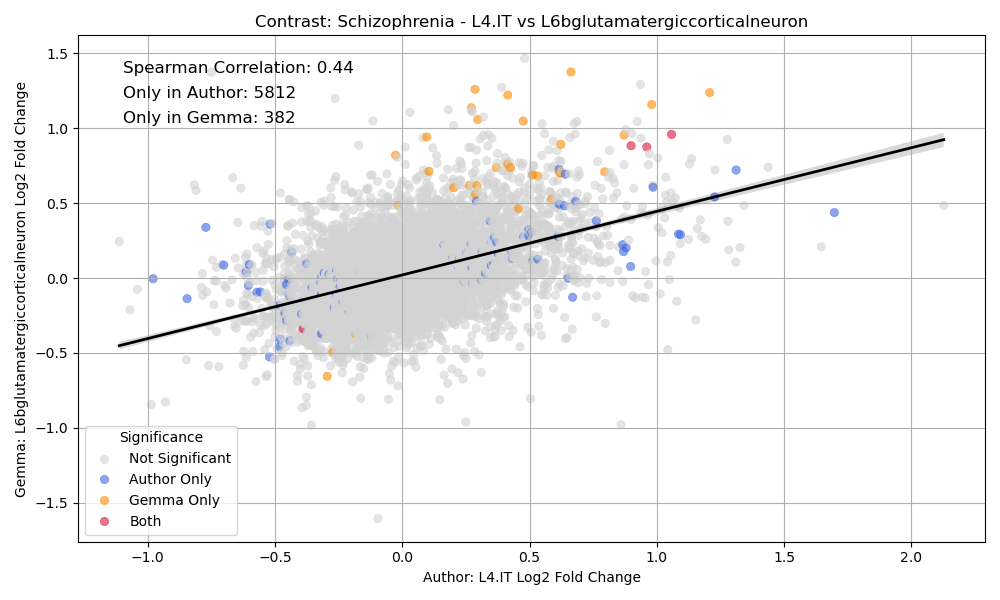 Contrast: Schizophrenia - L4.IT vs L6bglutamatergiccorticalneuron
Gemma: L6bglutamatergiccorticalneuron Log2 Fold Change
1.5
1.0
0.5
0.0
−0.5
−1.0
−1.5
Spearman Correlation: 0.44
Only in Author: 5812
Only in Gemma: 382
Significance
Not Significant
Author Only
Gemma Only
Both
−1.0 −0.5 0.0 0.5 1.0 1.5 2.0
Author: L4.IT Log2 Fold Change